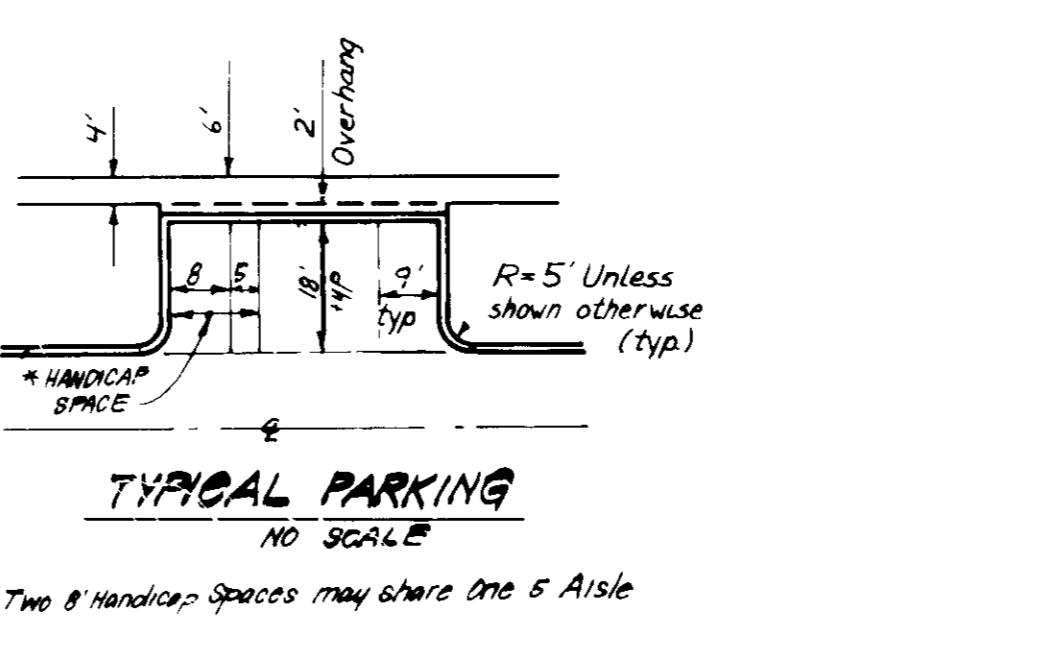 4'
6'
2'
Overhang
8
5
18'
typ
9'
typ
R=5' Unless
shown otherwise
(typ.)
* HANDICAP
SPACE
℄
TYPICAL PARKING
NO SCALE
Two 8' Handicap Spaces may share One 5 Aisle